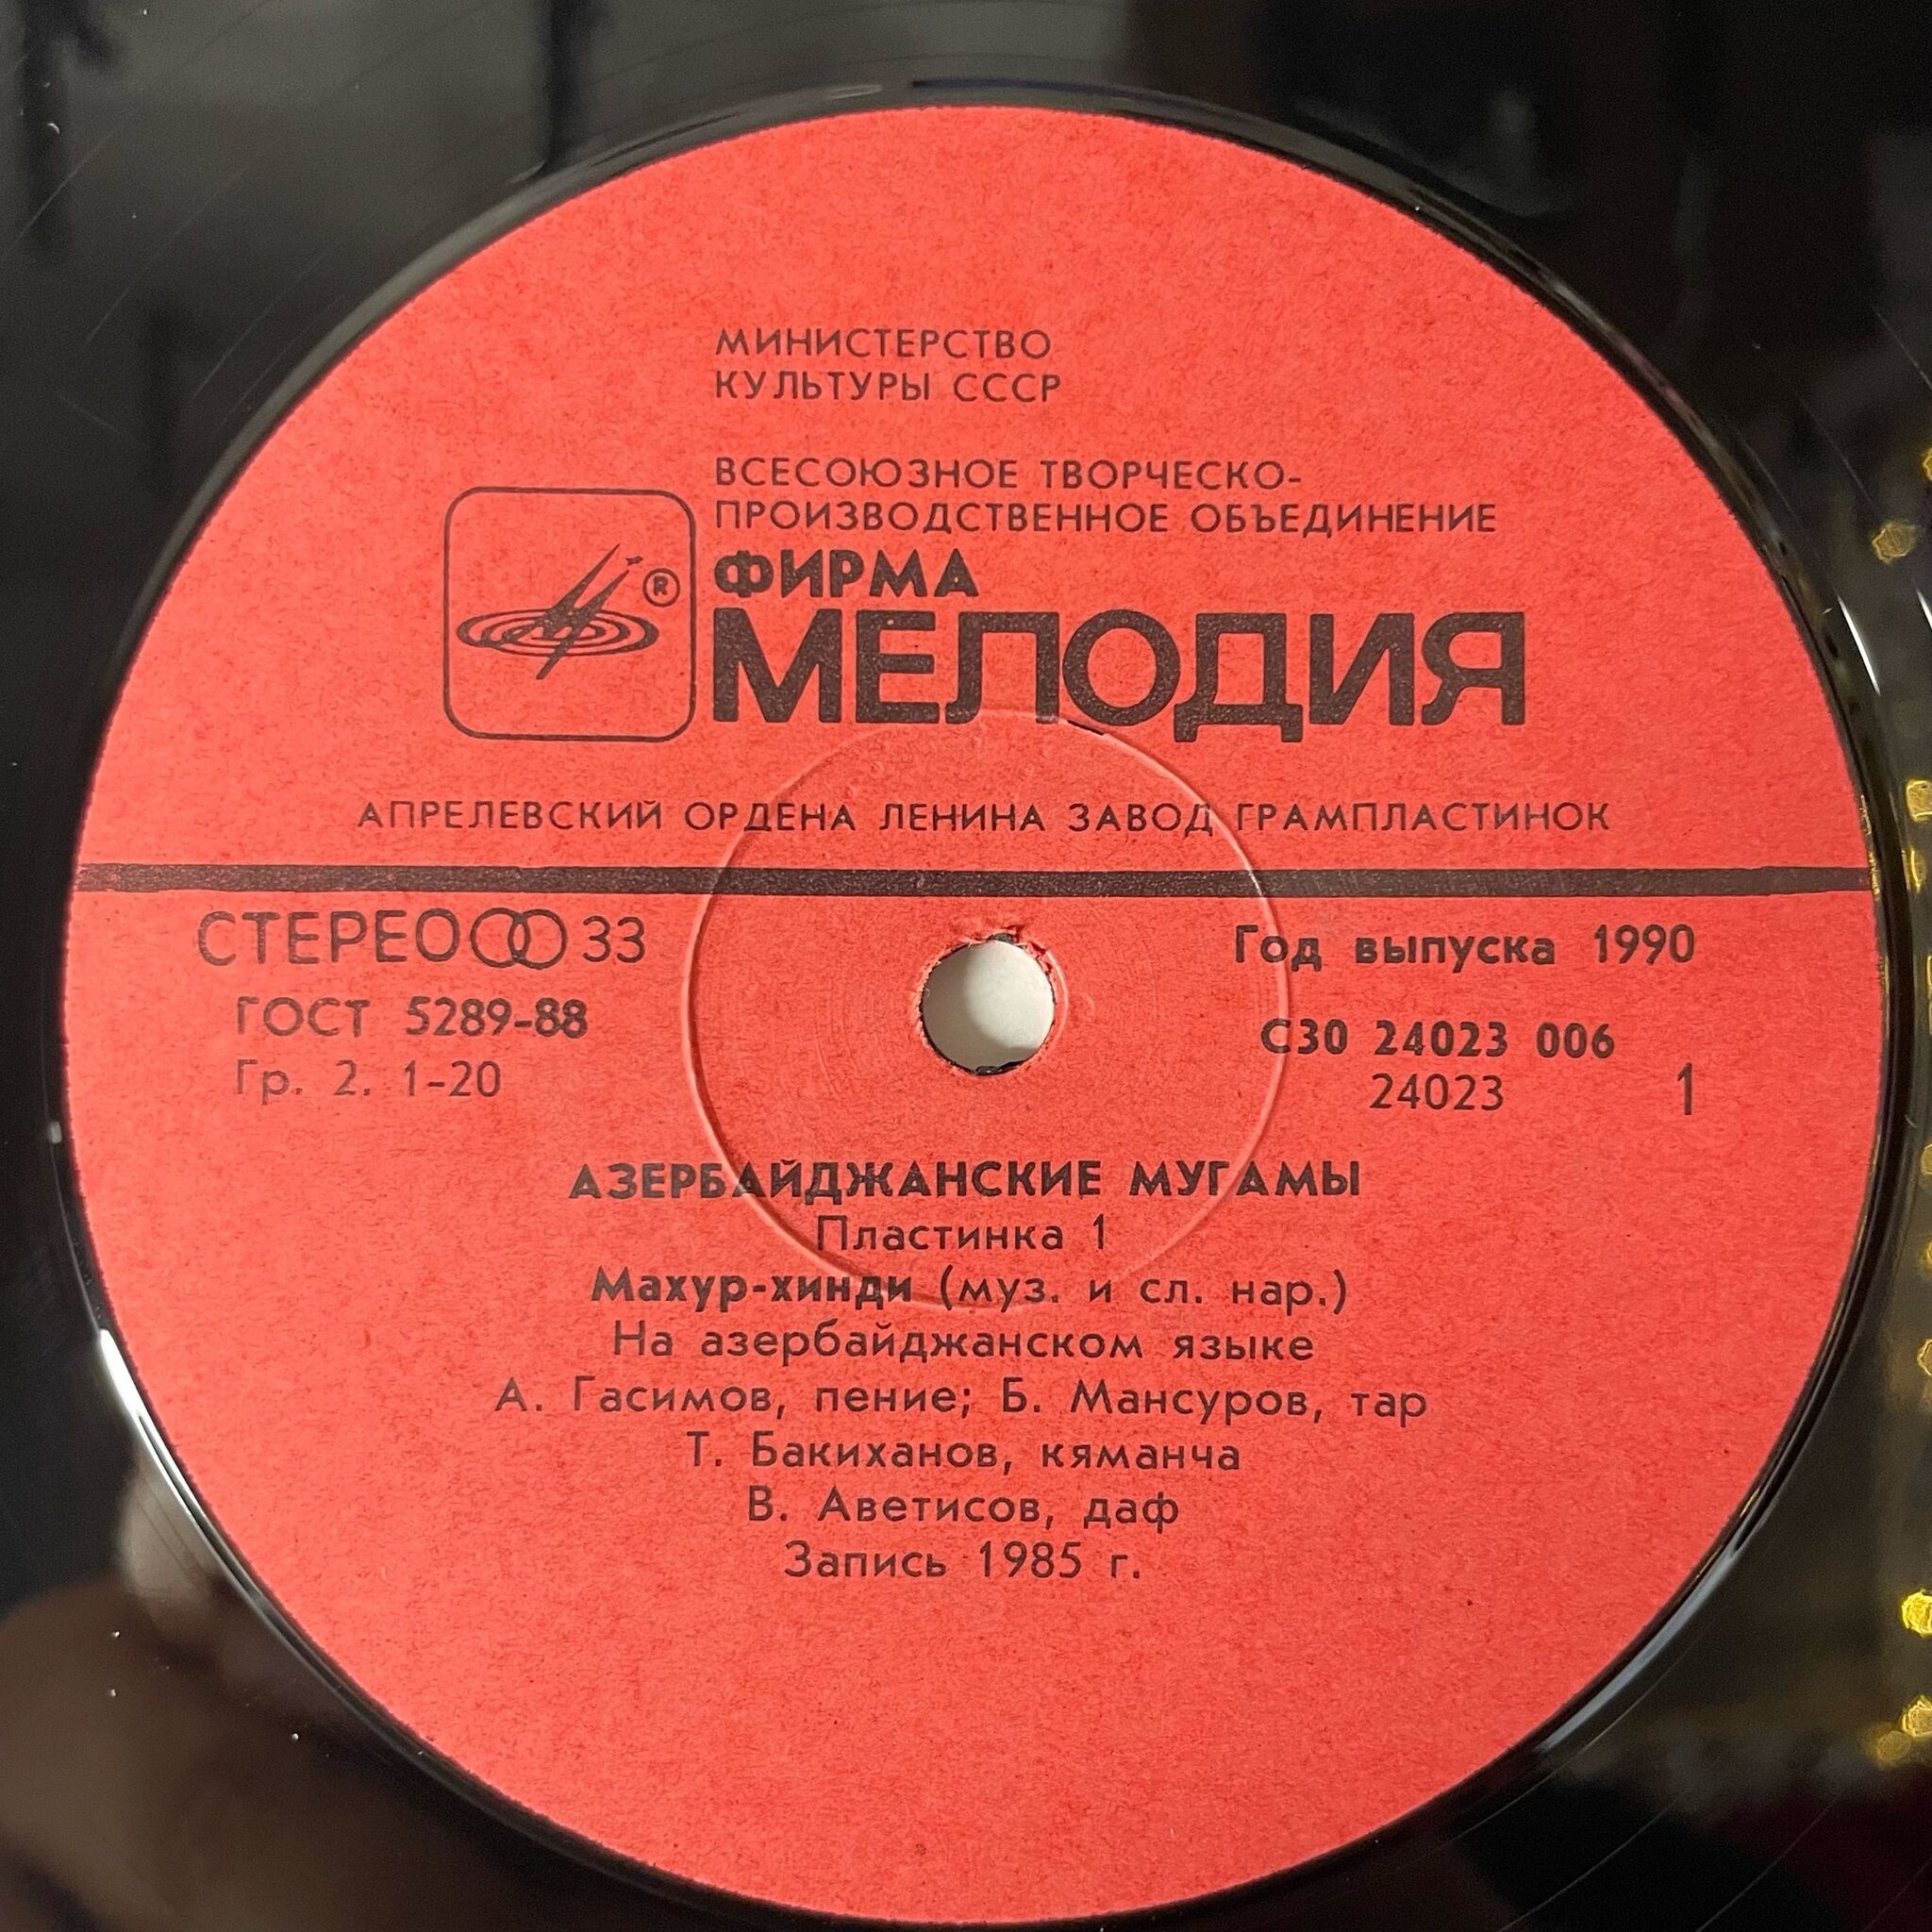 МИНИСТЕРСТВО
КУЛЬТУРЫ СССР
ВСЕСОЮЗНОЕ ТВОРЧЕСКО-
ПРОИЗВОДСТВЕННОЕ ОБЪЕДИНЕНИЕ
®
ФИРМА
МЕЛОДИЯ
АПРЕЛЕВСКИЙ ОРДЕНА ЛЕНИНА ЗАВОД ГРАМПЛАСТИНОК
СТЕРЕО 33
ГОСТ 5289-88
Гр. 2. 1-20
Год выпуска 1990
С30 24023 006
24023 1
АЗЕРБАЙДЖАНСКИЕ МУГАМЫ
Пластинка 1
Махур-хинди (муз. и сл. нар.)
На азербайджанском языке
А. Гасимов, пение; Б. Мансуров, тар
Т. Бакиханов, кяманча
В. Аветисов, даф
Запись 1985 г.